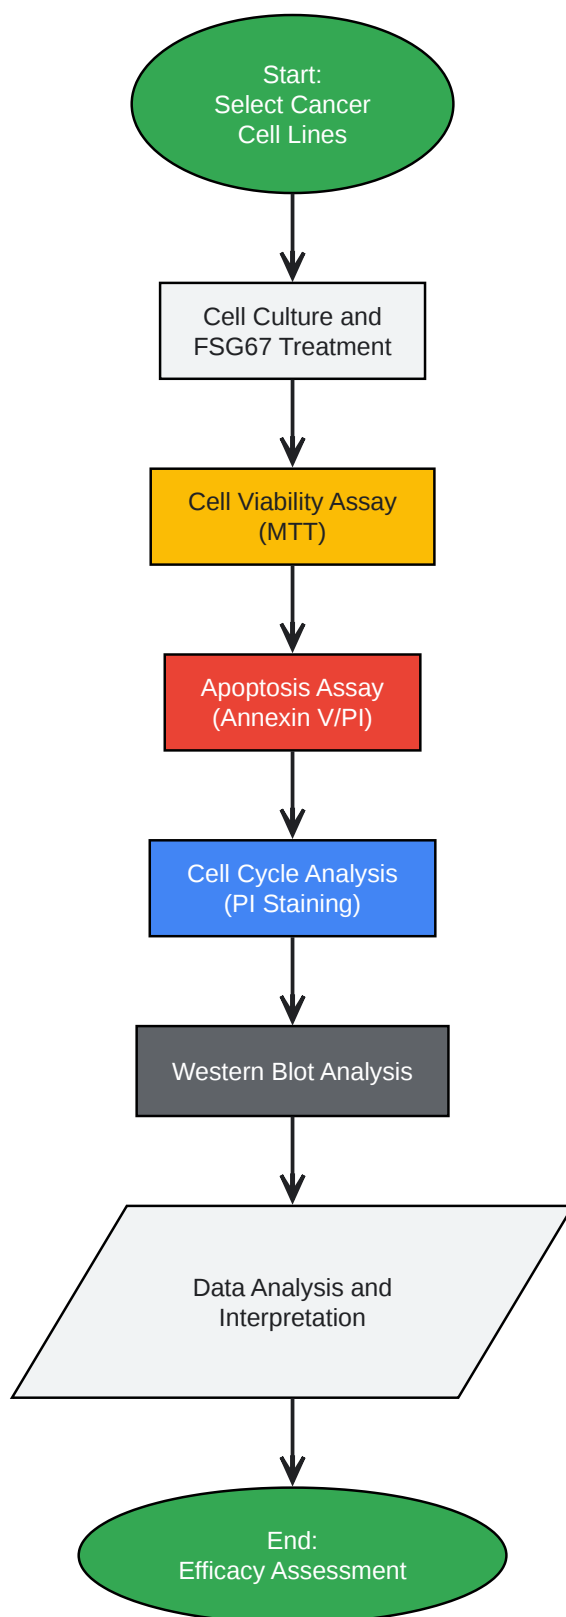 Start:
Select Cancer
Cell Lines
Cell Culture and
FSG67 Treatment
Cell Viability Assay
(MTT)
Apoptosis Assay
(Annexin V/PI)
Cell Cycle Analysis
(PI Staining)
Western Blot Analysis
Data Analysis and
Interpretation
End:
Efficacy Assessment